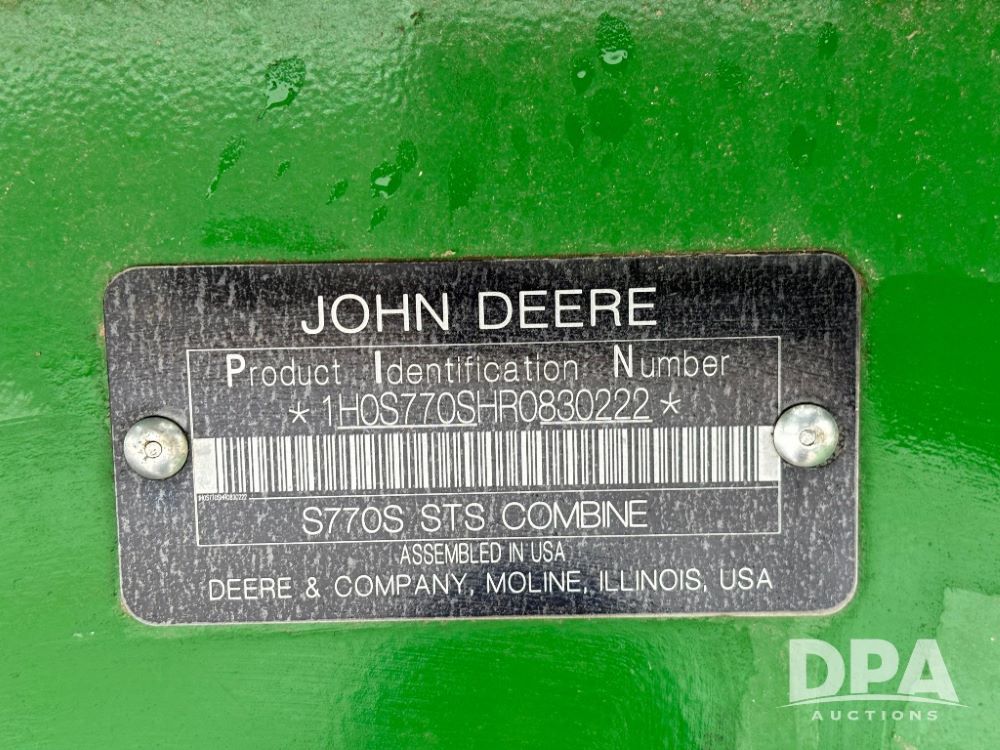 JOHN DEERE
Product Identification Number
*1H0S770SHR0830222*
1H0S770SHR0830222
S770S STS COMBINE
ASSEMBLED IN USA
DEERE & COMPANY, MOLINE, ILLINOIS, USA
DPA
AUCTIONS